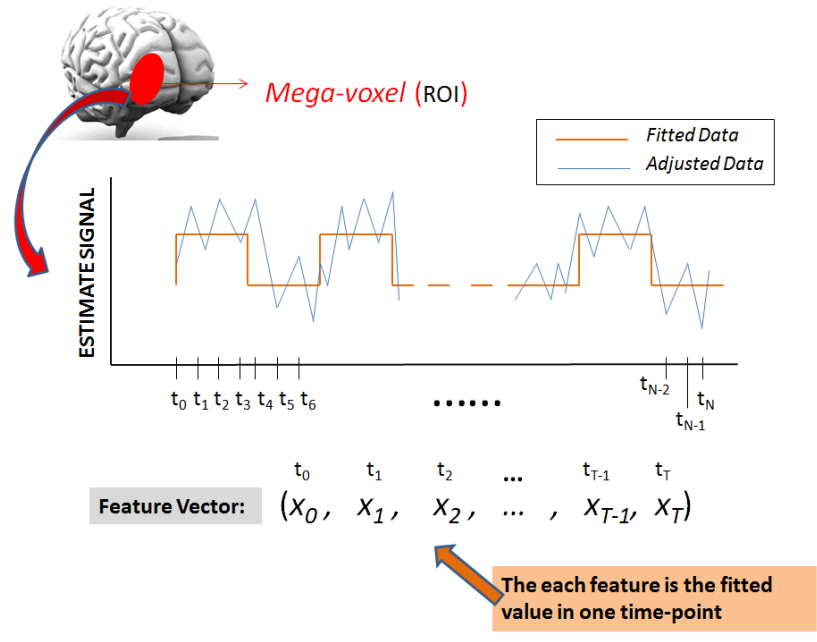 Mega-voxel (ROI)
Fitted Data
Adjusted Data
ESTIMATE SIGNAL
t0 t1 t2 t3 t4 t5 t6 ...... tN-2 tN-1 tN
t0 t1 t2 ... tT-1 tT
Feature Vector: (x0, x1, x2, ... , xT-1, xT)
The each feature is the fitted
value in one time-point